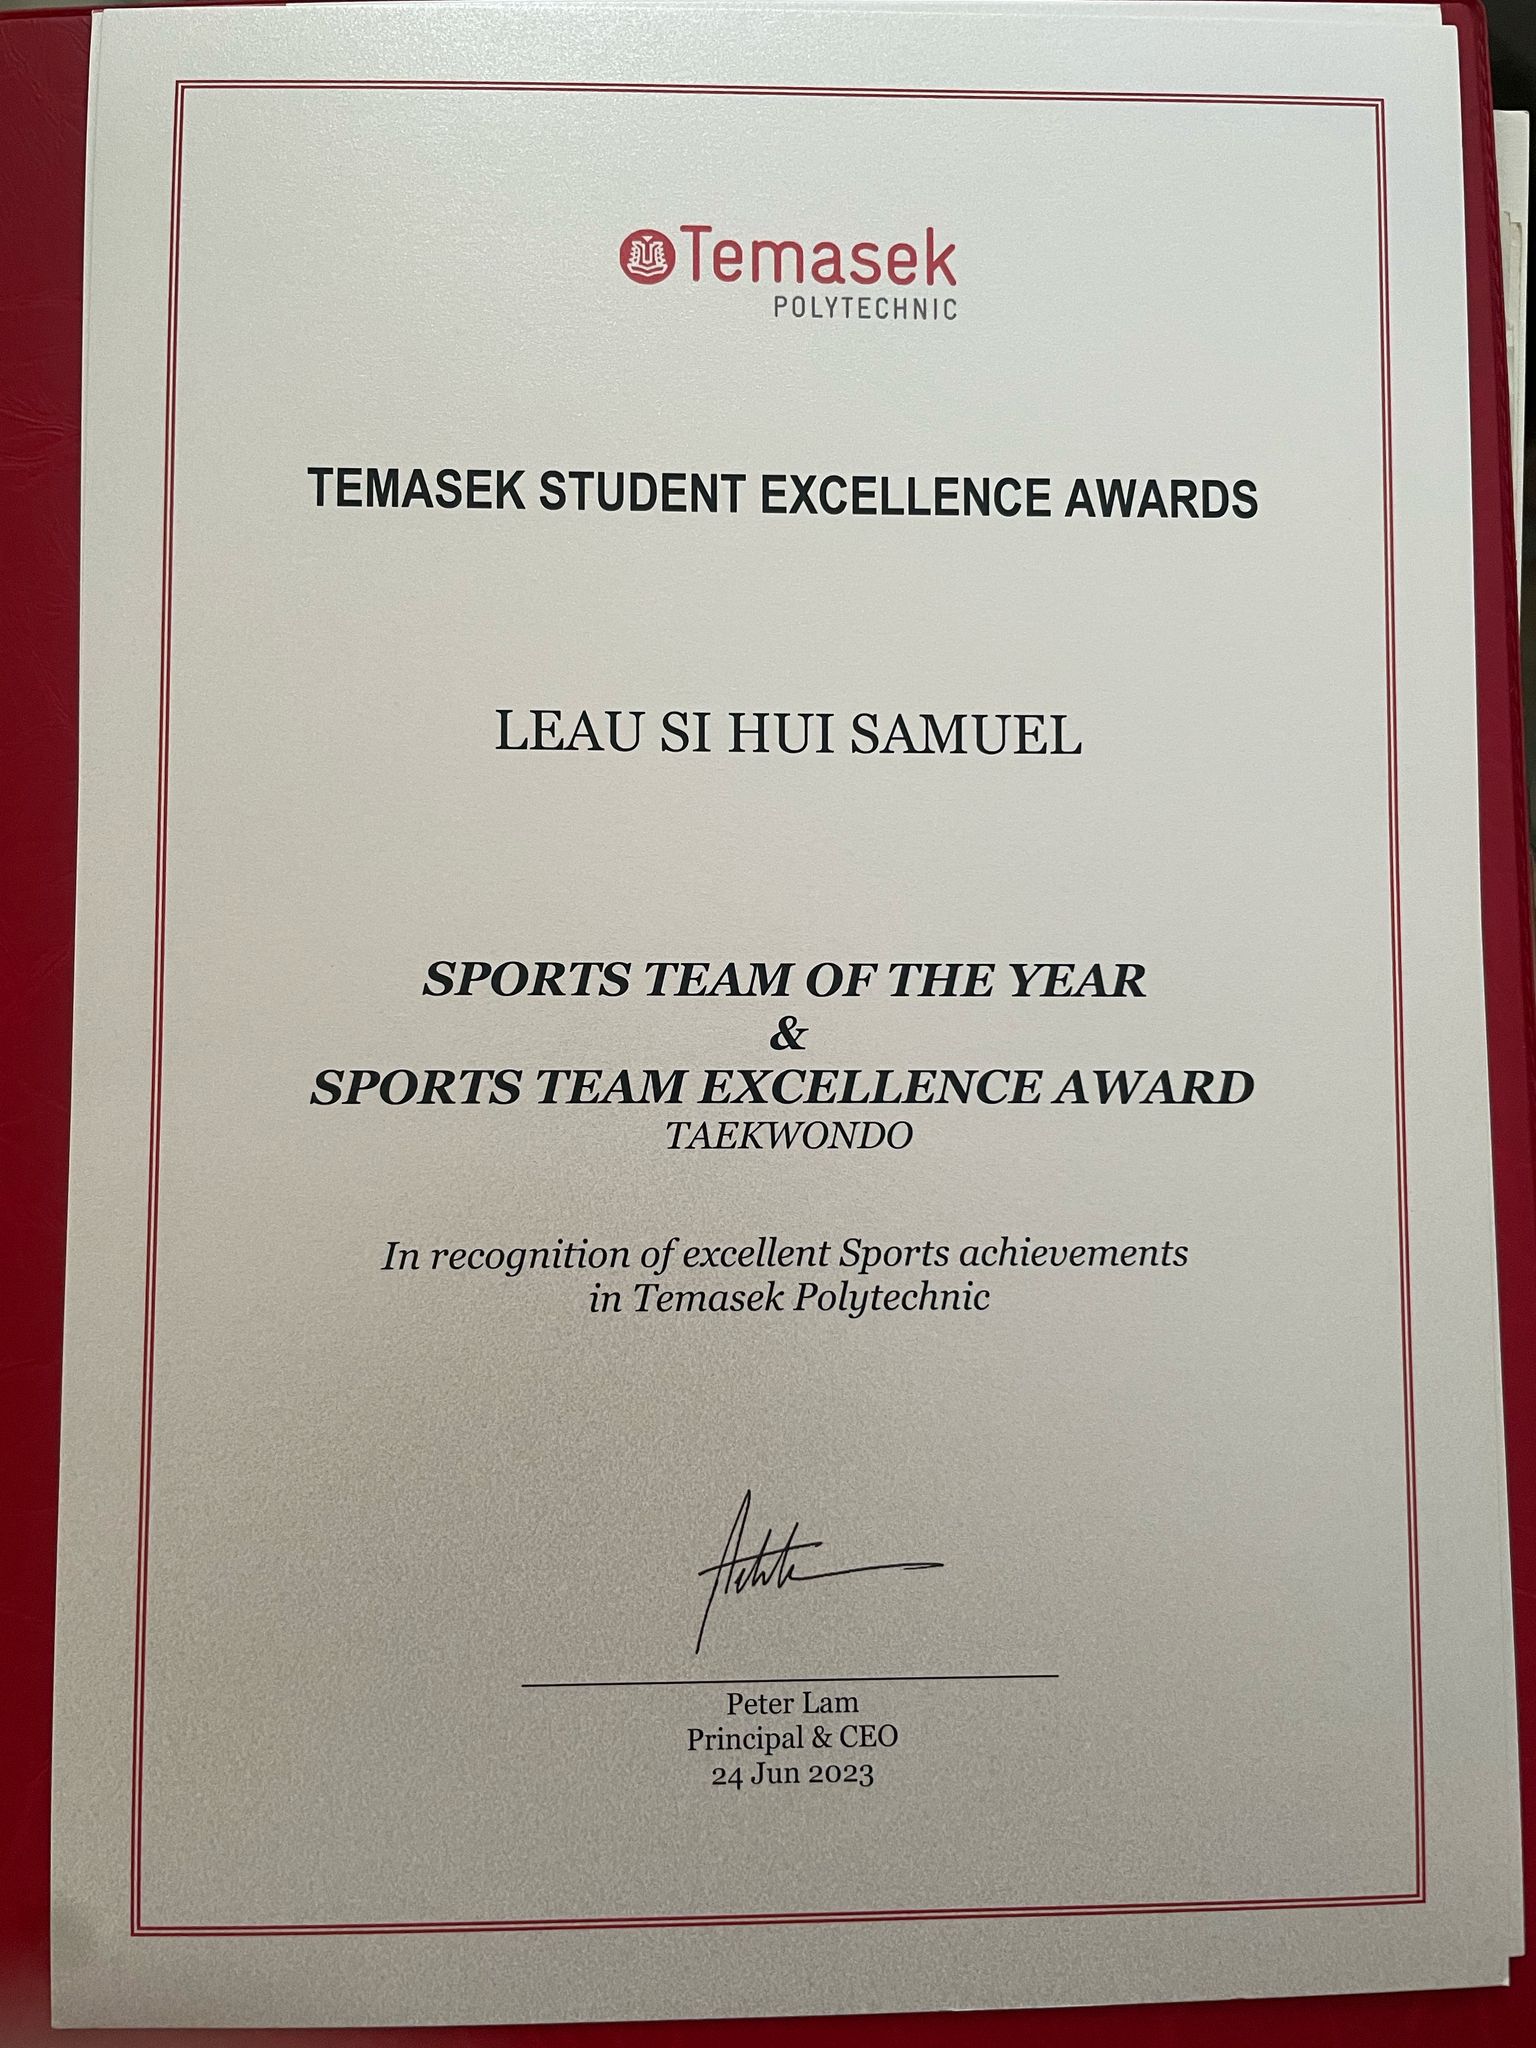 Temasek
POLYTECHNIC
TEMASEK STUDENT EXCELLENCE AWARDS
LEAU SI HUI SAMUEL
SPORTS TEAM OF THE YEAR
&
SPORTS TEAM EXCELLENCE AWARD
TAEKWONDO
In recognition of excellent Sports achievements
in Temasek Polytechnic
Peter Lam
Principal & CEO
24 Jun 2023